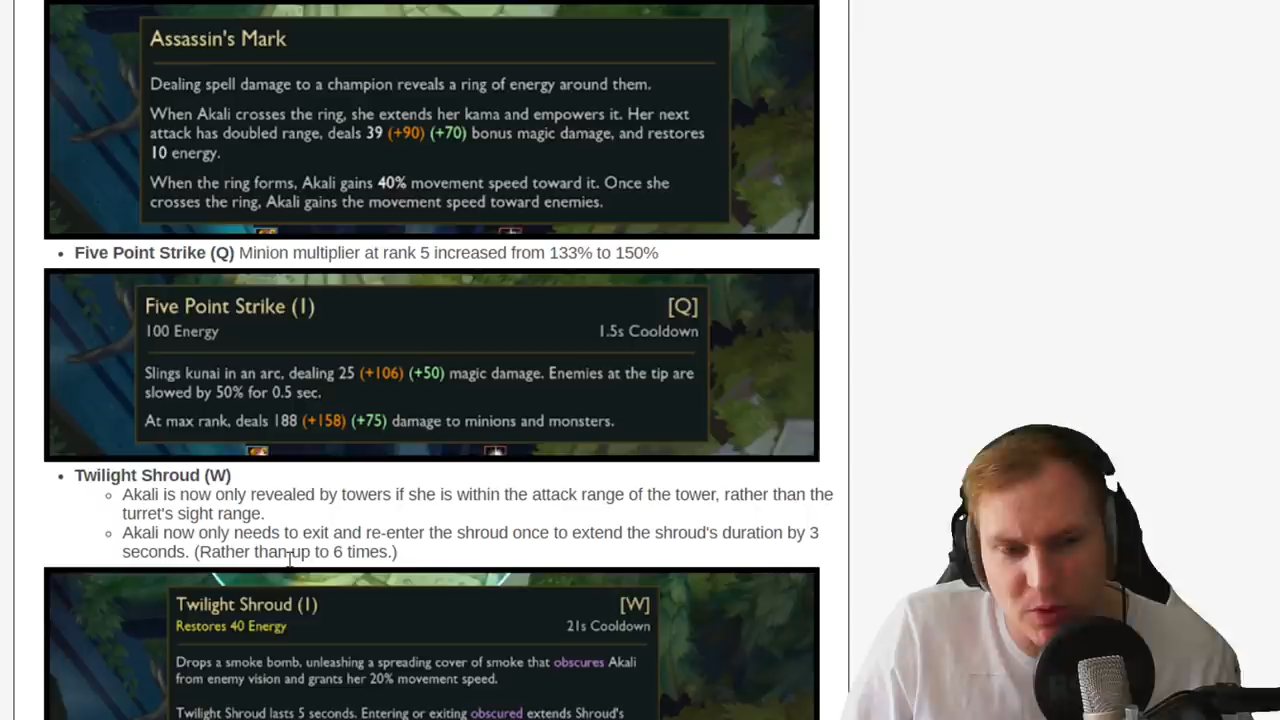 Assassin's Mark
Dealing spell damage to a champion reveals a ring of energy around them.
When Akali crosses the ring, she extends her kama and empowers it. Her next
attack has doubled range, deals 39 (+90) (+70) bonus magic damage, and restores
10 energy.
When the ring forms, Akali gains 40% movement speed toward it. Once she
crosses the ring, Akali gains the movement speed toward enemies.
• Five Point Strike (Q) Minion multiplier at rank 5 increased from 133% to 150%
Five Point Strike (1) [Q]
100 Energy 1.5s Cooldown
Slings kunai in an arc, dealing 25 (+106) (+50) magic damage. Enemies at the tip are
slowed by 50% for 0.5 sec.
At max rank, deals 188 (+158) (+75) damage to minions and monsters.
• Twilight Shroud (W)
◦ Akali is now only revealed by towers if she is within the attack range of the tower, rather than the
turret's sight range.
◦ Akali now only needs to exit and re-enter the shroud once to extend the shroud's duration by 3
seconds. (Rather than up to 6 times.)
Twilight Shroud (1) [W]
Restores 40 Energy 21s Cooldown
Drops a smoke bomb, unleashing a spreading cover of smoke that obscures Akali
from enemy vision and grants her 20% movement speed.
Twilight Shroud lasts 5 seconds. Entering or exiting obscured extends Shroud's